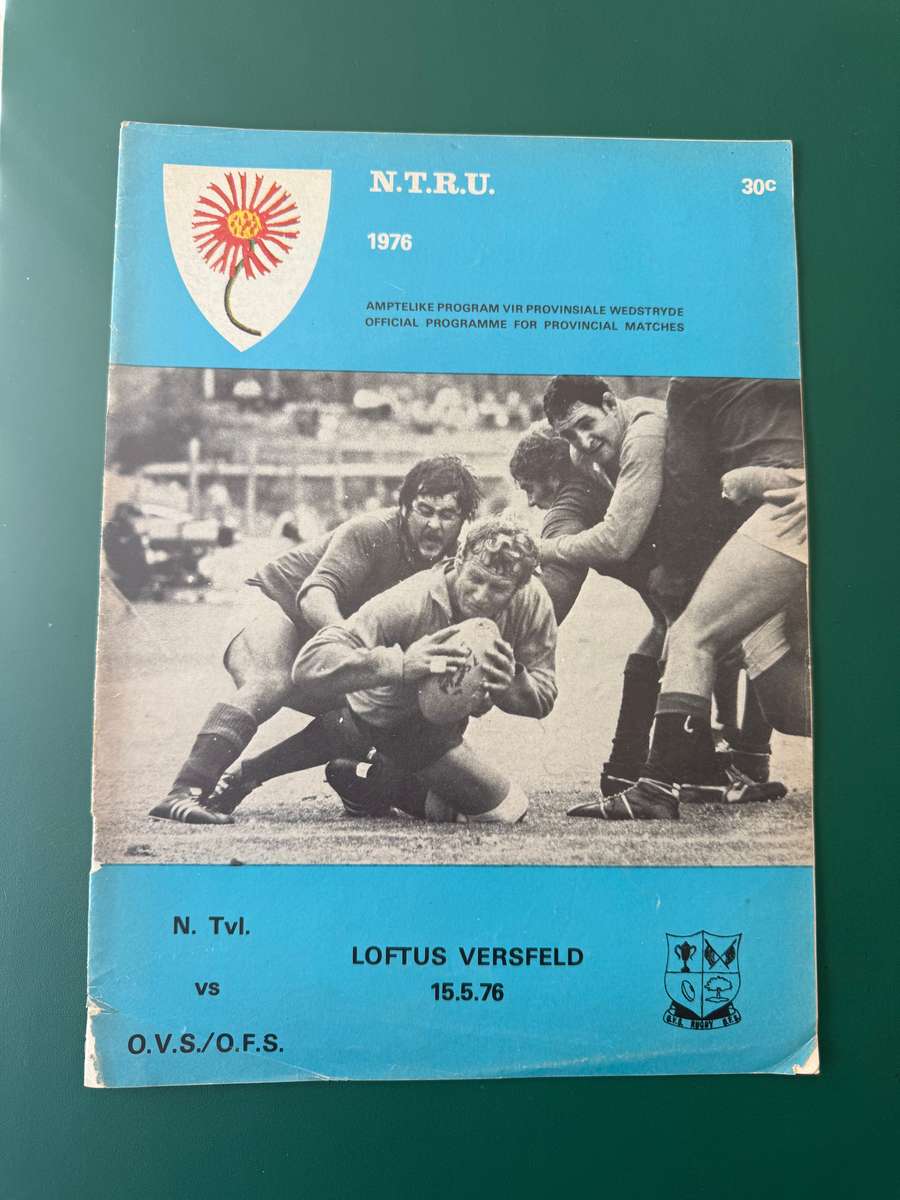 N.T.R.U.
30c
1976
AMPTELIKE PROGRAM VIR PROVINSIALE WEDSTRYDE
OFFICIAL PROGRAMME FOR PROVINCIAL MATCHES
N. Tvl.
vs
O.V.S./O.F.S.
LOFTUS VERSFELD
15.5.76
O.V.S. RUGBY O.F.S.